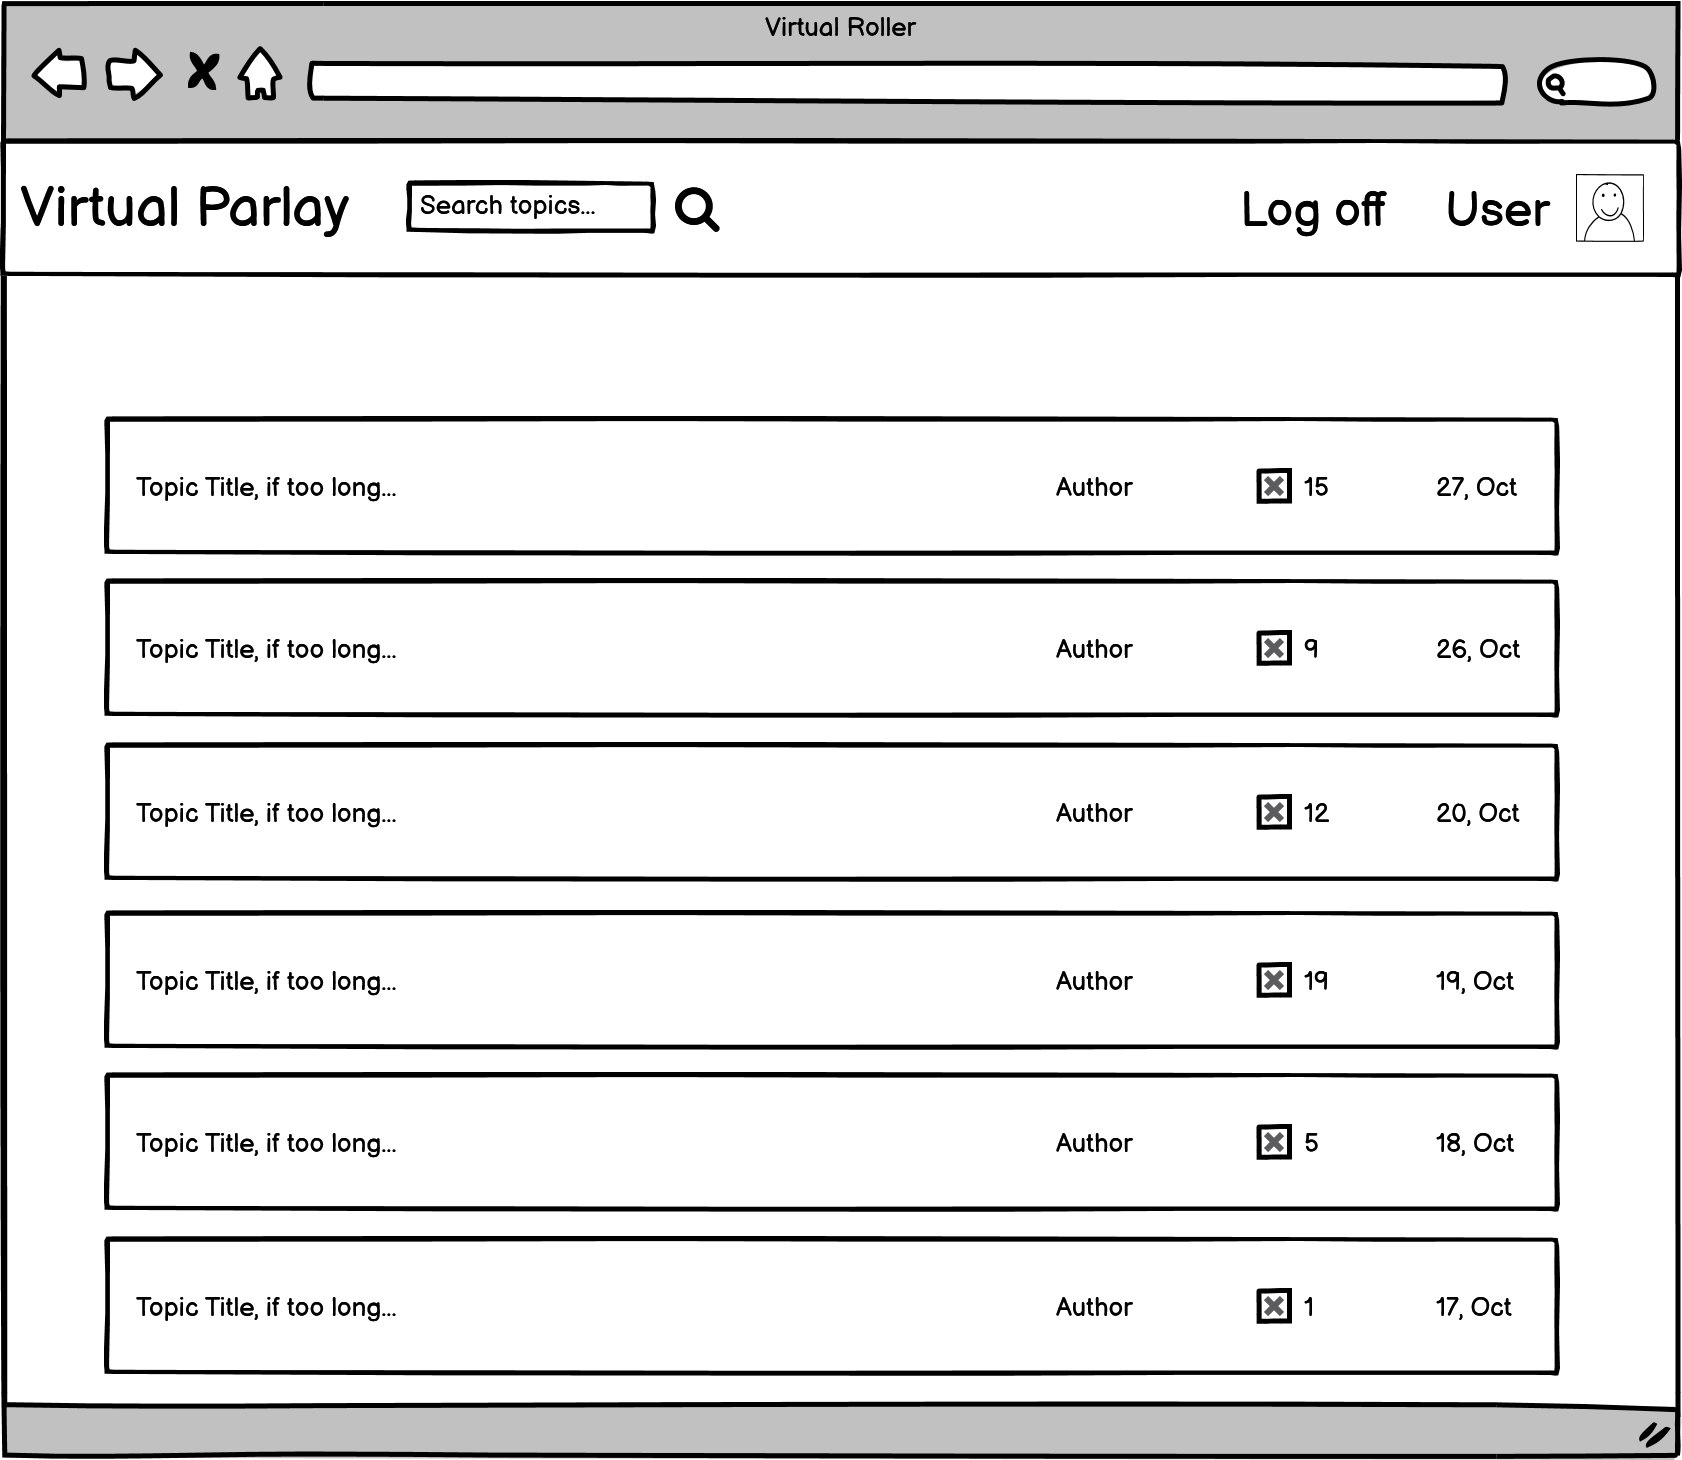 Virtual Roller
Virtual Parlay Search topics... Log off User
Topic Title, if too long... Author 15 27, Oct
Topic Title, if too long... Author 9 26, Oct
Topic Title, if too long... Author 12 20, Oct
Topic Title, if too long... Author 19 19, Oct
Topic Title, if too long... Author 5 18, Oct
Topic Title, if too long... Author 1 17, Oct